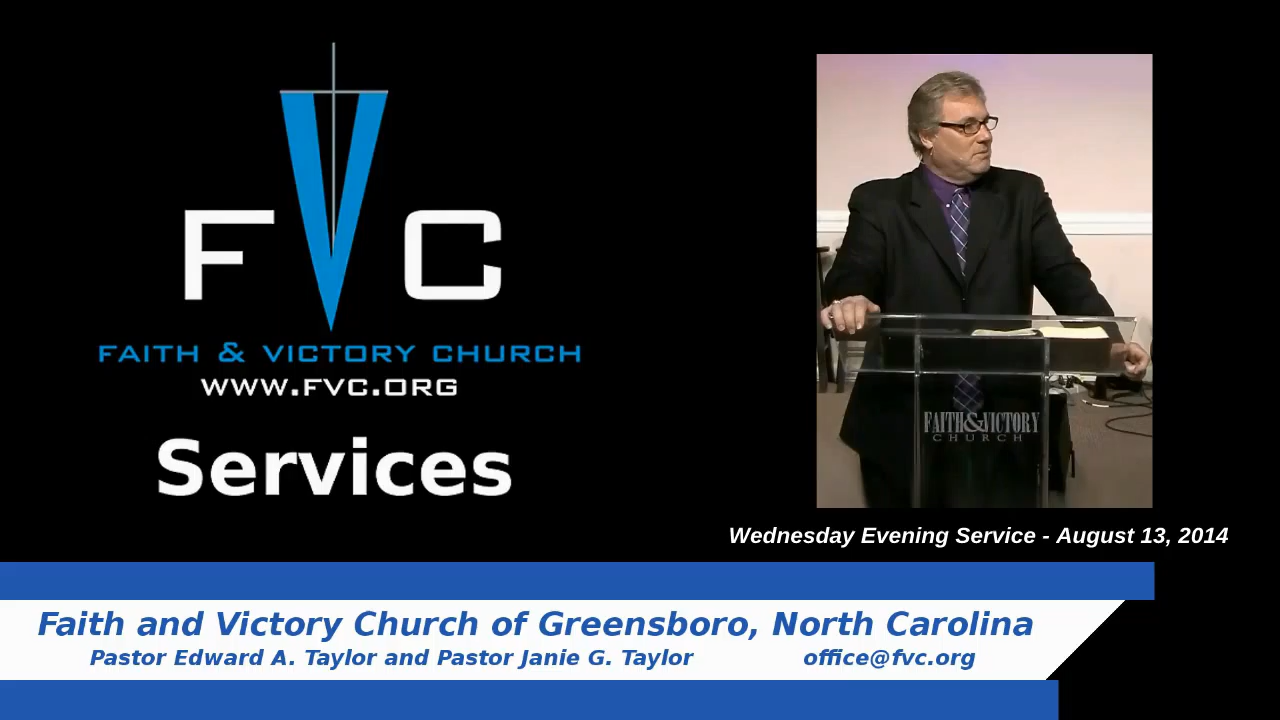 FVC
FAITH & VICTORY CHURCH
WWW.FVC.ORG
Services
FAITH&VICTORY
CHURCH
Wednesday Evening Service - August 13, 2014
Faith and Victory Church of Greensboro, North Carolina
Pastor Edward A. Taylor and Pastor Janie G. Taylor office@fvc.org